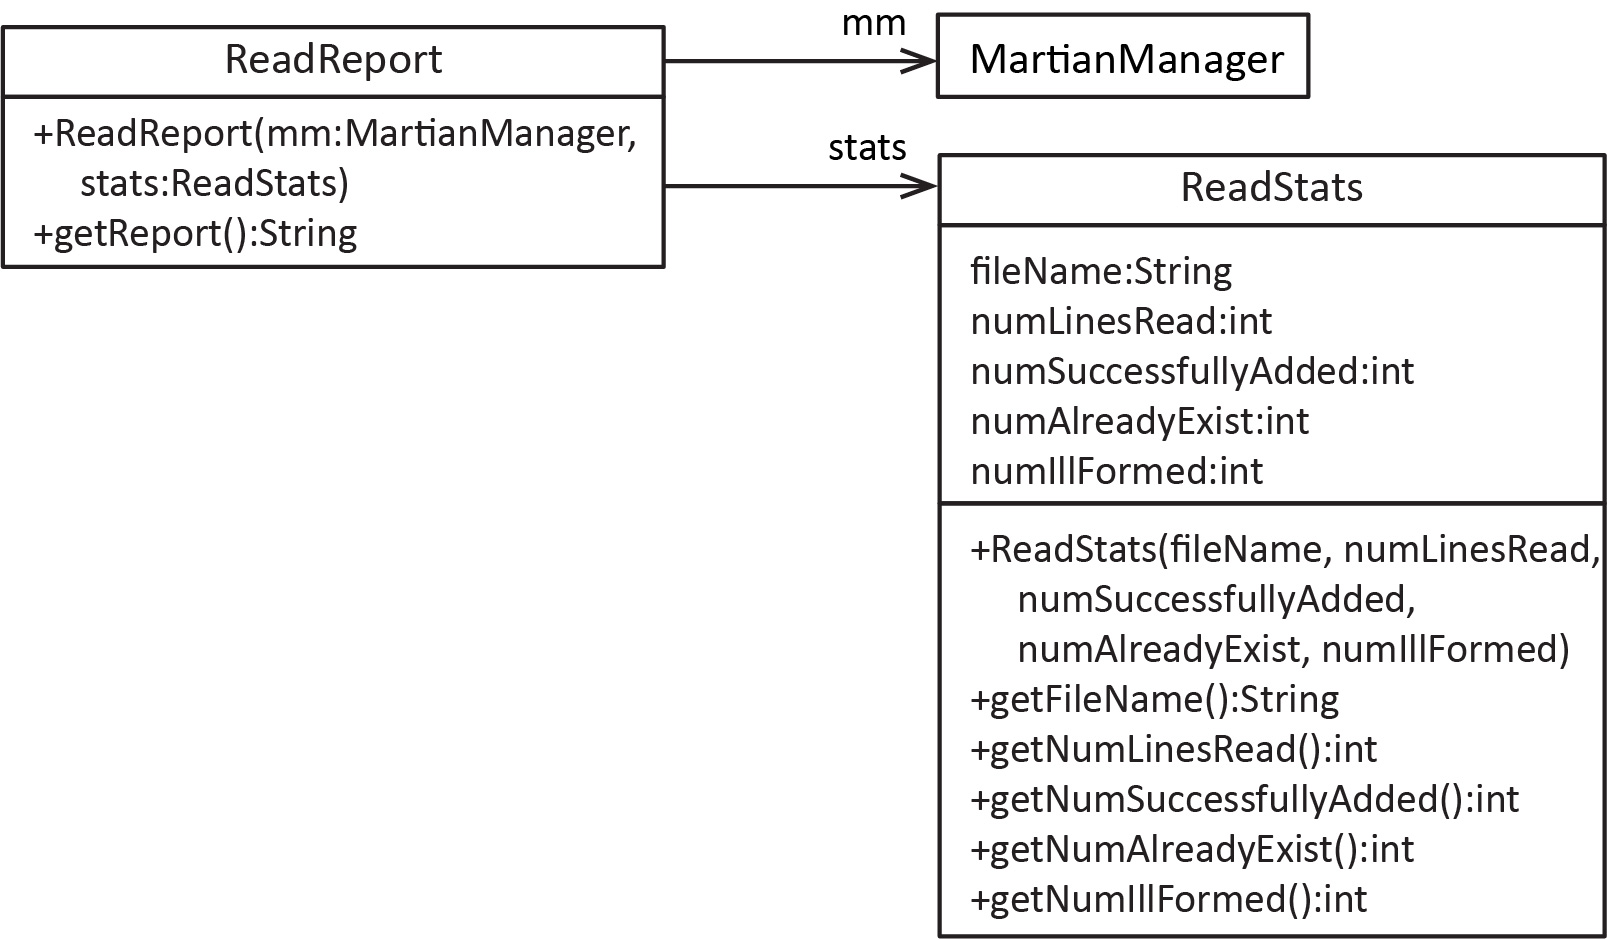 ReadReport
+ReadReport(mm:MartianManager,
stats:ReadStats)
+getReport():String
mm
MartianManager
stats
ReadStats
fileName:String
numLinesRead:int
numSuccessfullyAdded:int
numAlreadyExist:int
numIllFormed:int
+ReadStats(fileName, numLinesRead,
numSuccessfullyAdded,
numAlreadyExist, numIllFormed)
+getFileName():String
+getNumLinesRead():int
+getNumSuccessfullyAdded():int
+getNumAlreadyExist():int
+getNumIllFormed():int